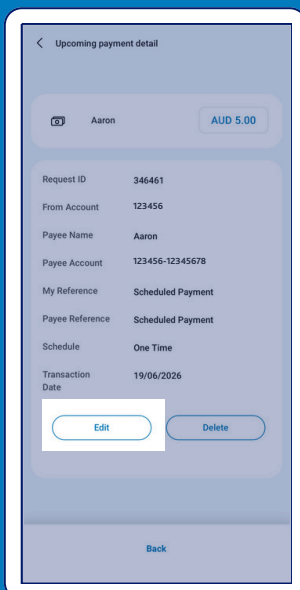 Upcoming payment detail
Aaron AUD 5.00
Request ID 346461
From Account 123456
Payee Name Aaron
Payee Account 123456-12345678
My Reference Scheduled Payment
Payee Reference Scheduled Payment
Schedule One Time
Transaction Date 19/06/2026
Edit Delete
Back